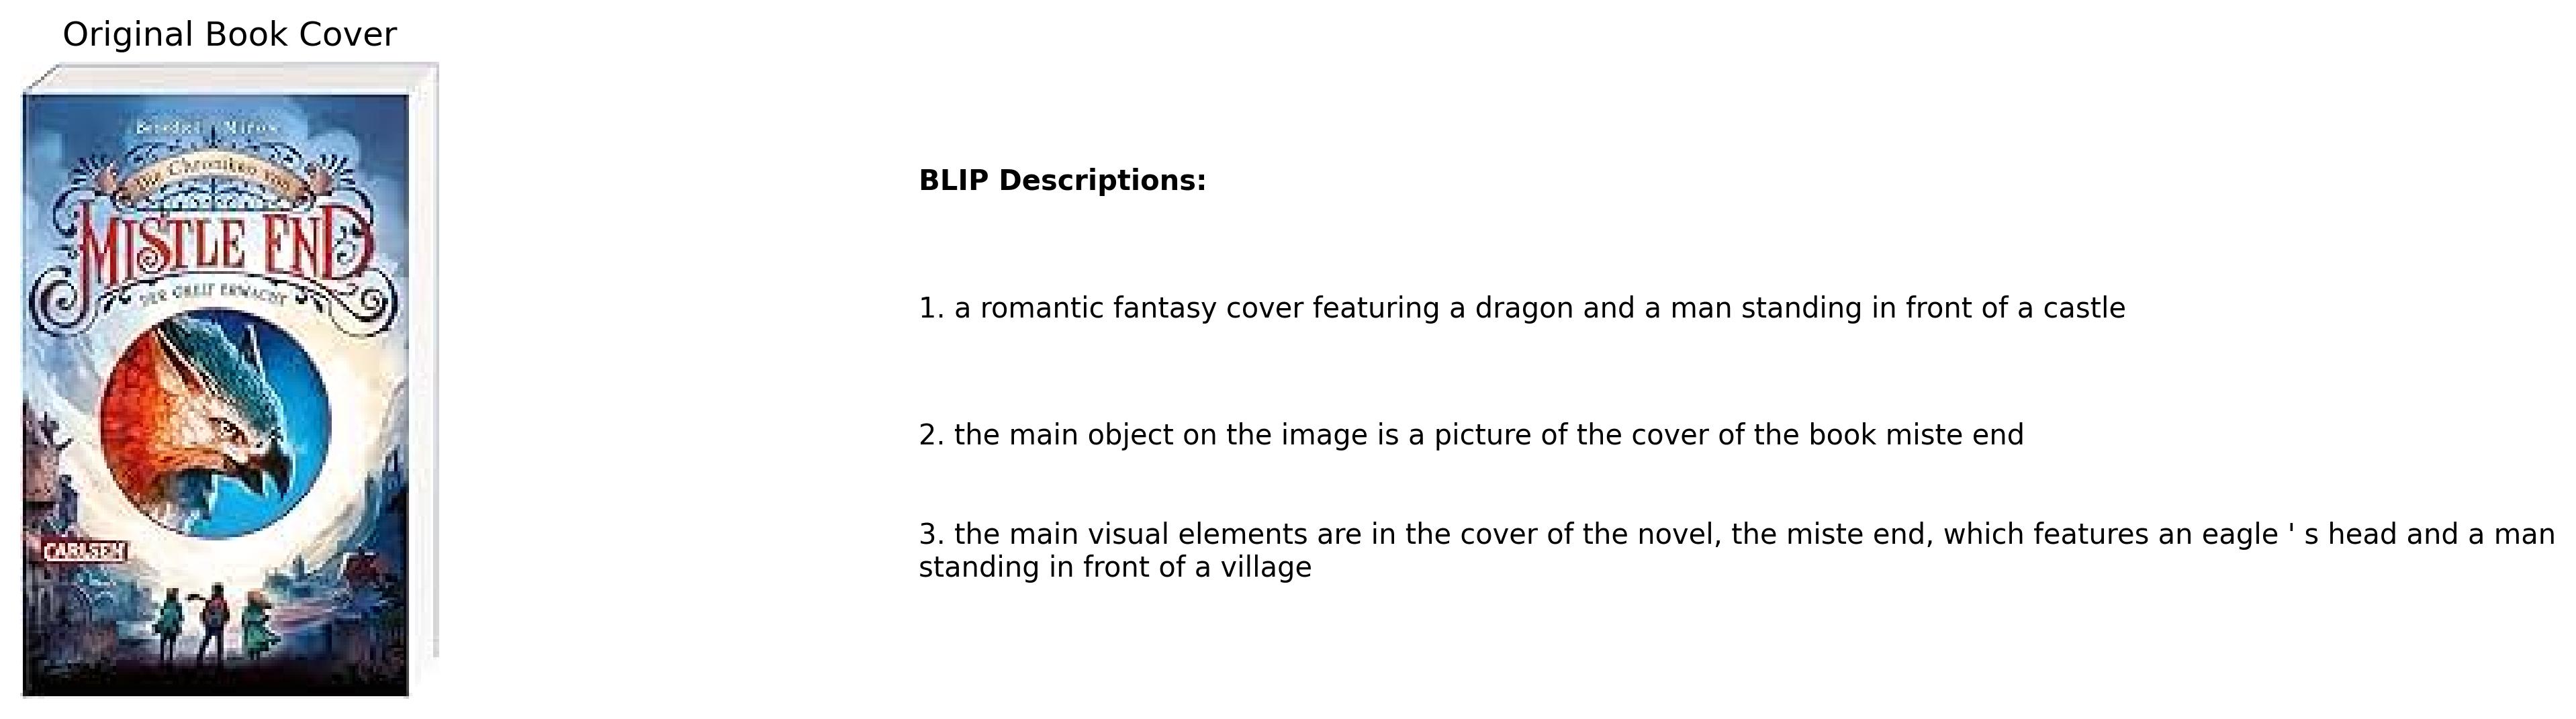 Original Book Cover
Benedict Mirow
Die Chroniken von
MISTLE END
DER GREIF ERWACHT
CARLSEN
BLIP Descriptions:
1. a romantic fantasy cover featuring a dragon and a man standing in front of a castle
2. the main object on the image is a picture of the cover of the book miste end
3. the main visual elements are in the cover of the novel, the miste end, which features an eagle ' s head and a man
standing in front of a village